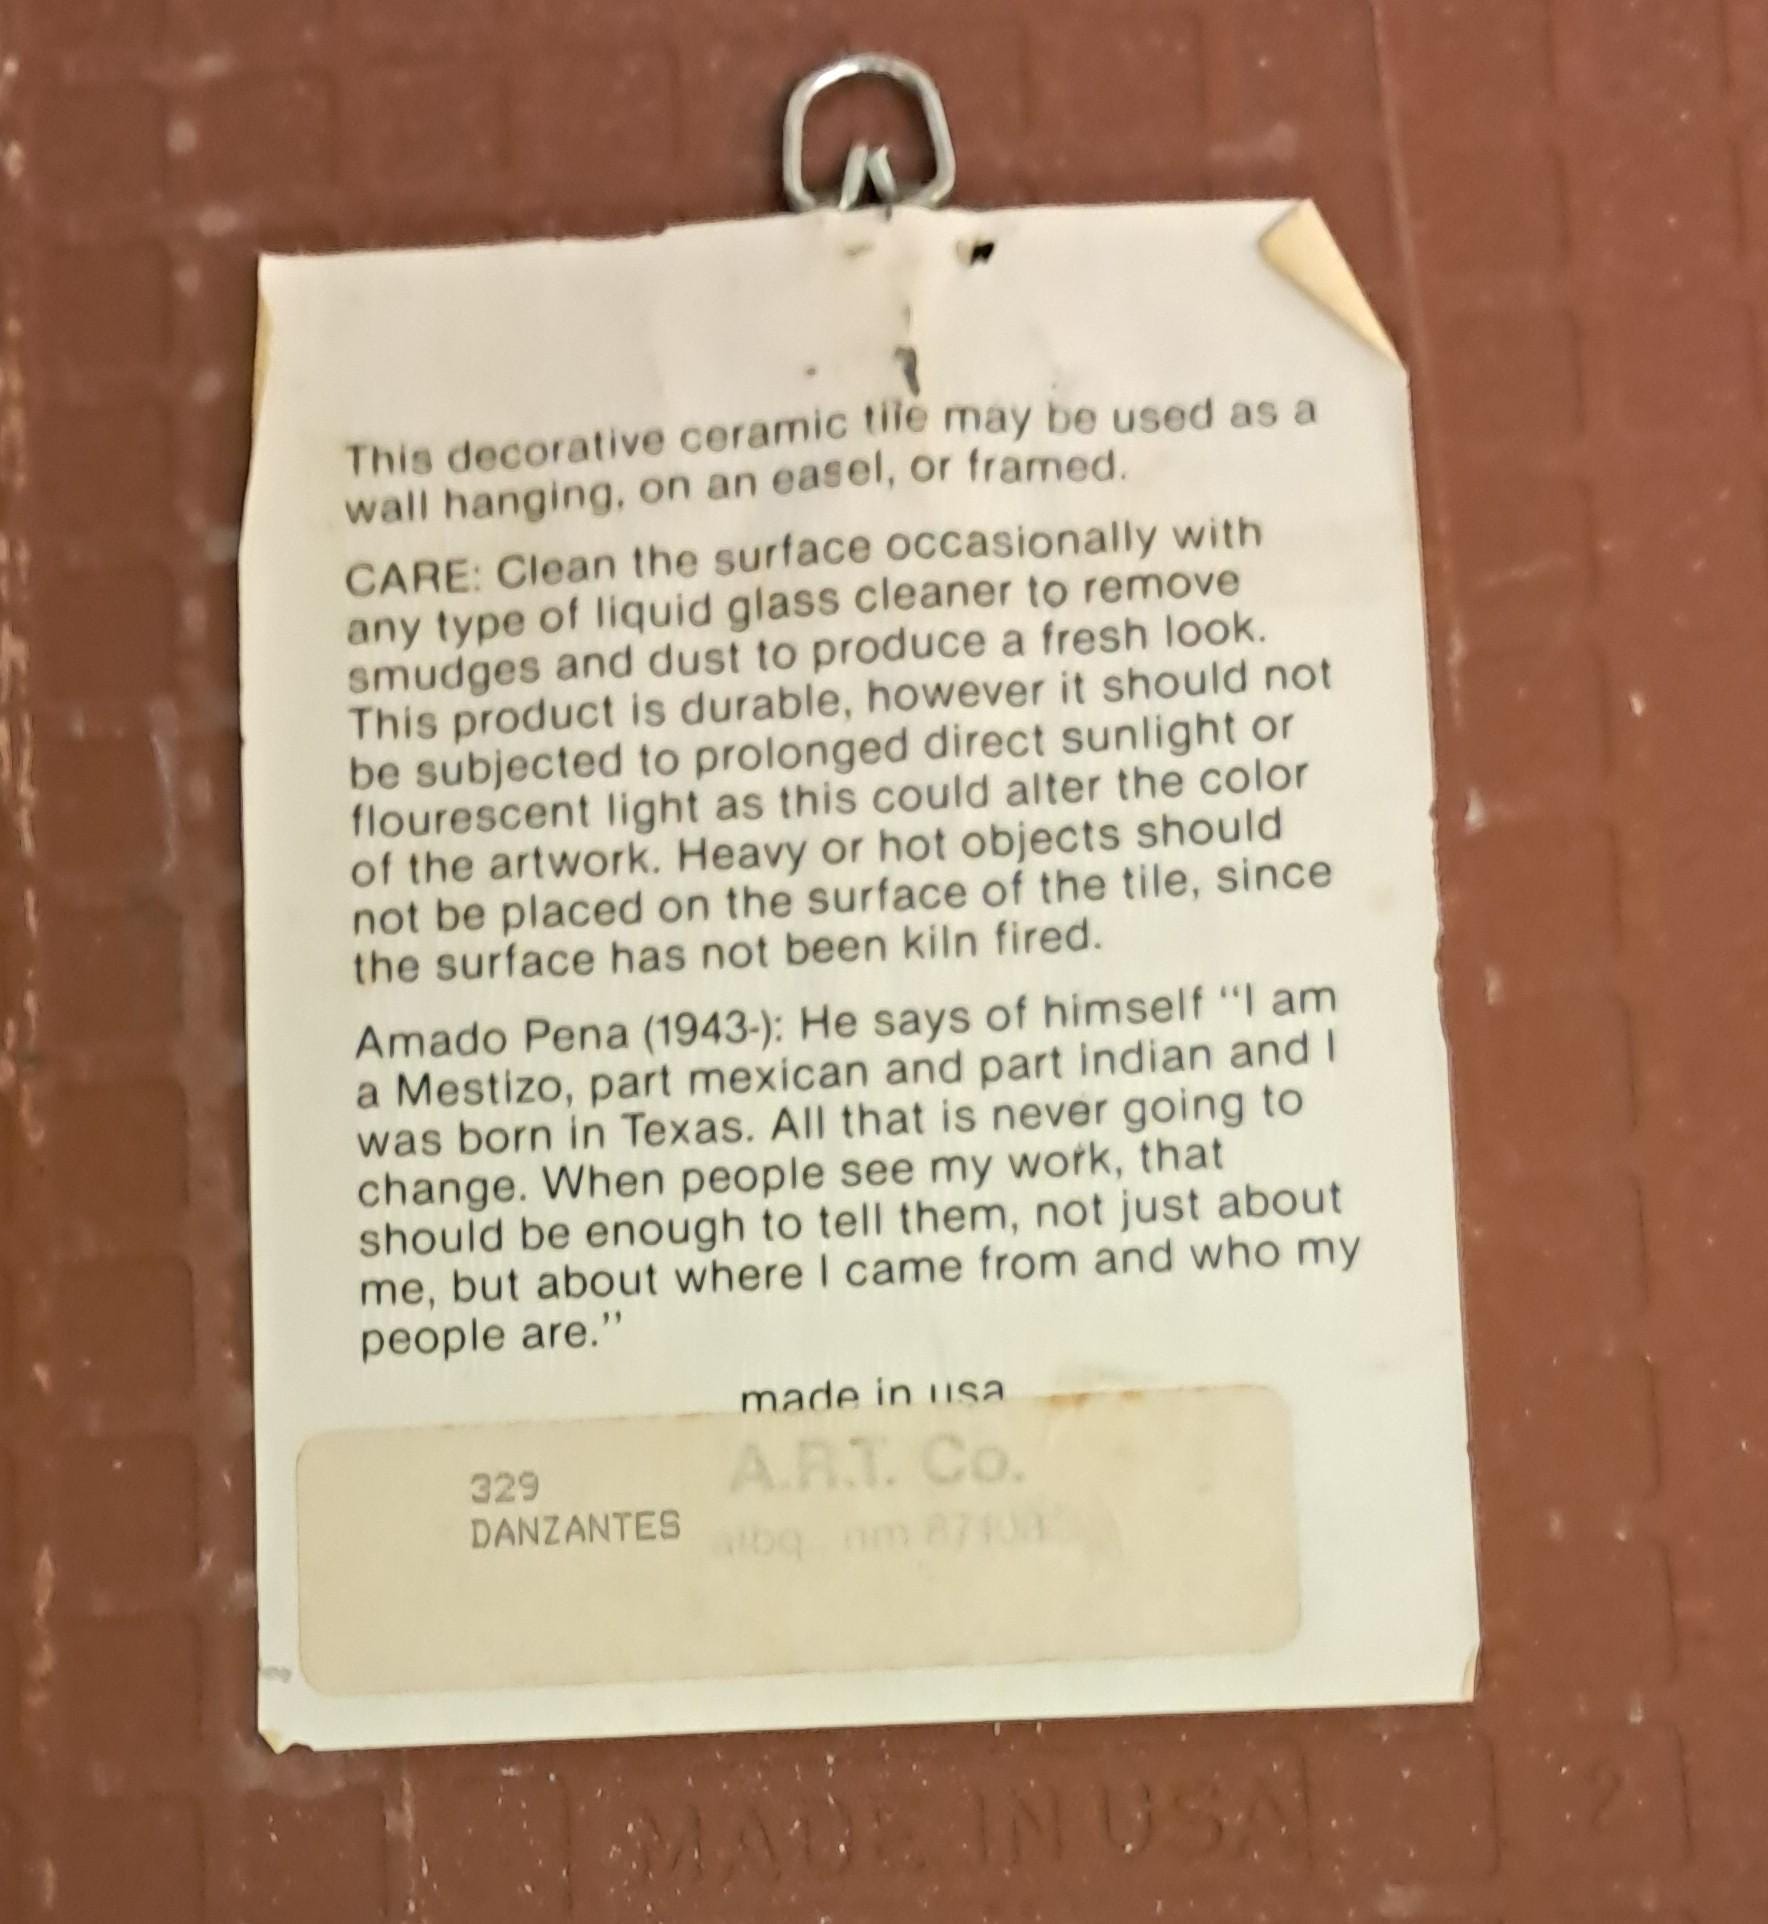 This decorative ceramic tile may be used as a
wall hanging, on an easel, or framed.
CARE: Clean the surface occasionally with
any type of liquid glass cleaner to remove
smudges and dust to produce a fresh look.
This product is durable, however it should not
be subjected to prolonged direct sunlight or
flourescent light as this could alter the color
of the artwork. Heavy or hot objects should
not be placed on the surface of the tile, since
the surface has not been kiln fired.
Amado Pena (1943-): He says of himself “I am
a Mestizo, part mexican and part indian and I
was born in Texas. All that is never going to
change. When people see my work, that
should be enough to tell them, not just about
me, but about where I came from and who my
people are.”
made in usa
A.R.T. Co.
329
DANZANTES
albq nm
MADE IN USA 2